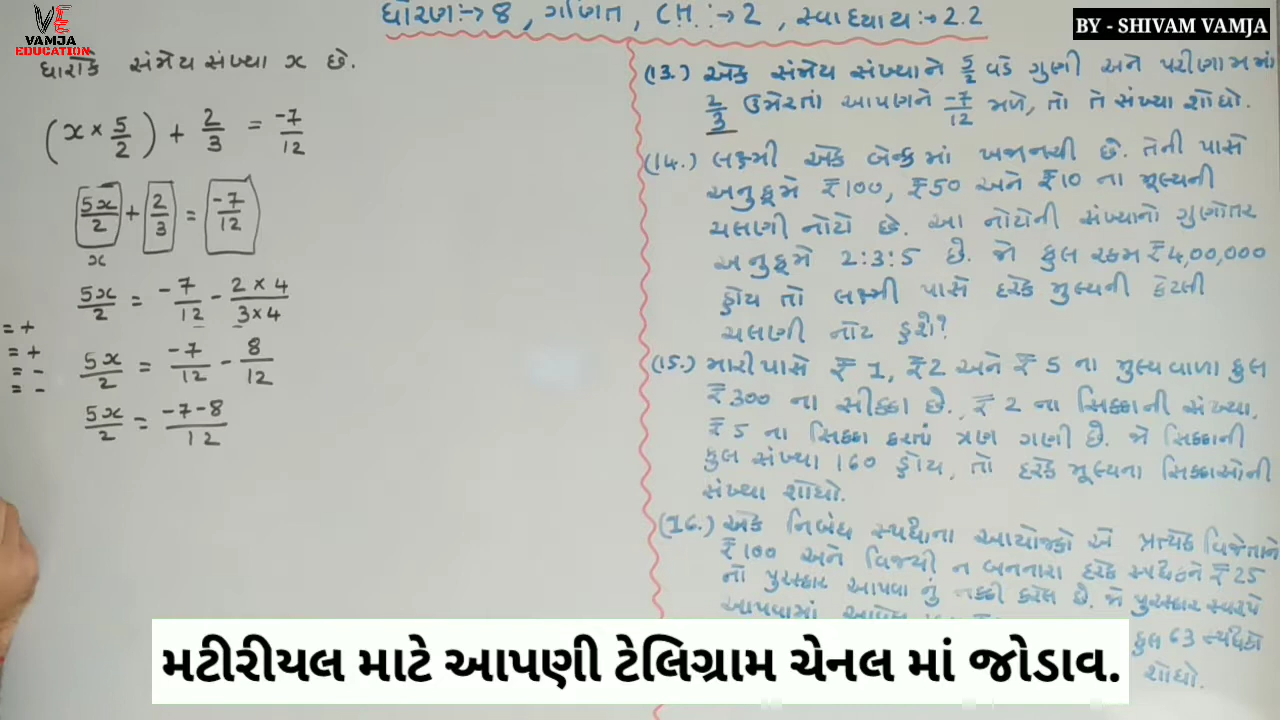 VE
VAMJA
EDUCATION
ધોરણ:→ 8 , ગણિત , CH. :→ 2 , સ્વાધ્યાય :→ 2.2
BY - SHIVAM VAMJA
ધારોકે સંમેય સંખ્યા x છે.
(x × 5/2) + 2/3 = -7/12
5x/2 + 2/3 = -7/12
x
5x/2 = -7/12 - 2 × 4/3 × 4
= +
= +
= -
= -
5x/2 = -7/12 - 8/12
5x/2 = -7-8/12
(13.) એક સંમેય સંખ્યાને 5/2 વડે ગુણી અને પરીણામમાં
2/3 ઉમેરતાં આપણને -7/12 મળે, તો તે સંખ્યા શોધો.
(14.) લક્ષ્મી એક બેન્કમાં ખજાનચી છે. તેની પાસે
અનુક્રમે ₹100, ₹50 અને ₹10 ના મૂલ્યની
ચલણી નોટો છે. આ નોટોની સંખ્યાનો ગુણોતર
અનુક્રમે 2:3:5 છે. જો કુલ રકમ ₹4,00,000
હોય તો લક્ષ્મી પાસે દરેક મુલ્યની કેટલી
ચલણી નોટ હશે?
(15.) મારી પાસે ₹ 1, ₹2 અને ₹ 5 ના મુલ્યવાળા કુલ
₹.300 ના સીક્કા છે. ₹ 2 ના સિક્કાની સંખ્યા,
₹ 5 ના સિક્કા કરતાં ત્રણ ગણી છે. જો સિક્કાની
કુલ સંખ્યા 160 હોય, તો દરેક મૂલ્યના સિક્કાઓની
સંખ્યા શોધો.
(16.) એક નિબંધ સ્પર્ધાના આયોજકો એ પ્રત્યેક વિજેતાને
₹100 અને વિજયી ન બનનારા દરેક સ્પર્ધકને ₹25
નો પુરસ્કાર આપવા નું નક્કી કરેલ છે. જો પુરસ્કાર સ્વરૂપે
આપવામાં આવેલ
કુલ 63 સ્પર્ધકો
શોધો.
મટીરીયલ માટે આપણી ટેલિગ્રામ ચેનલ માં જોડાવ.